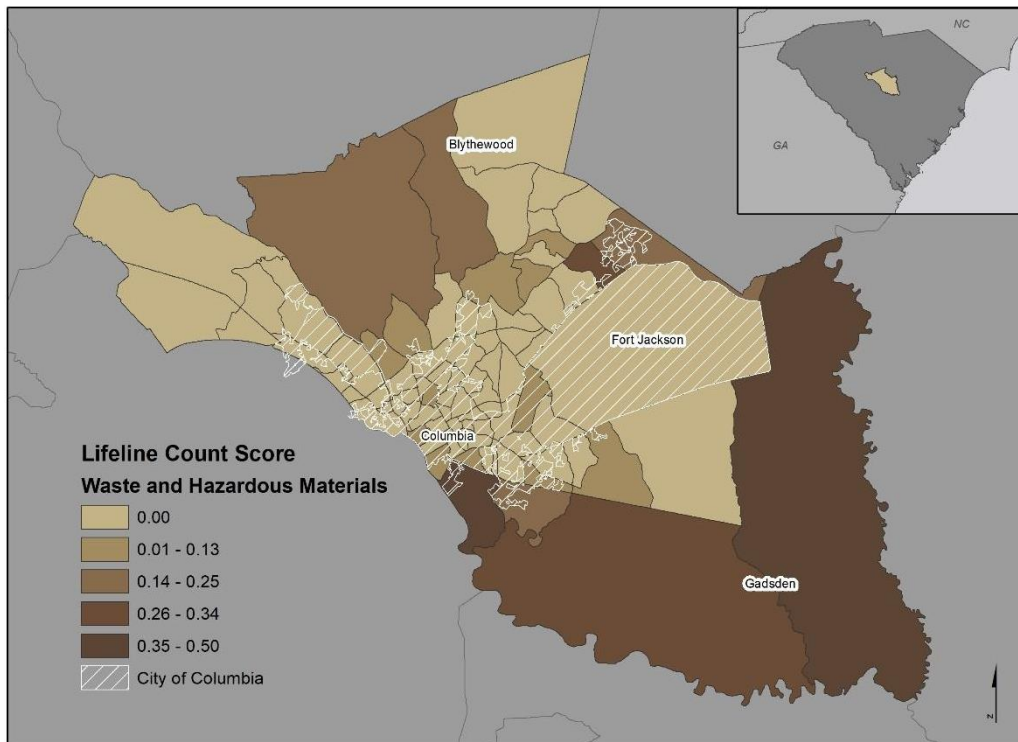 NC
GA
Blythewood
Fort Jackson
Columbia
Gadsden
Lifeline Count Score
Waste and Hazardous Materials
0.00
0.01 - 0.13
0.14 - 0.25
0.26 - 0.34
0.35 - 0.50
City of Columbia
N